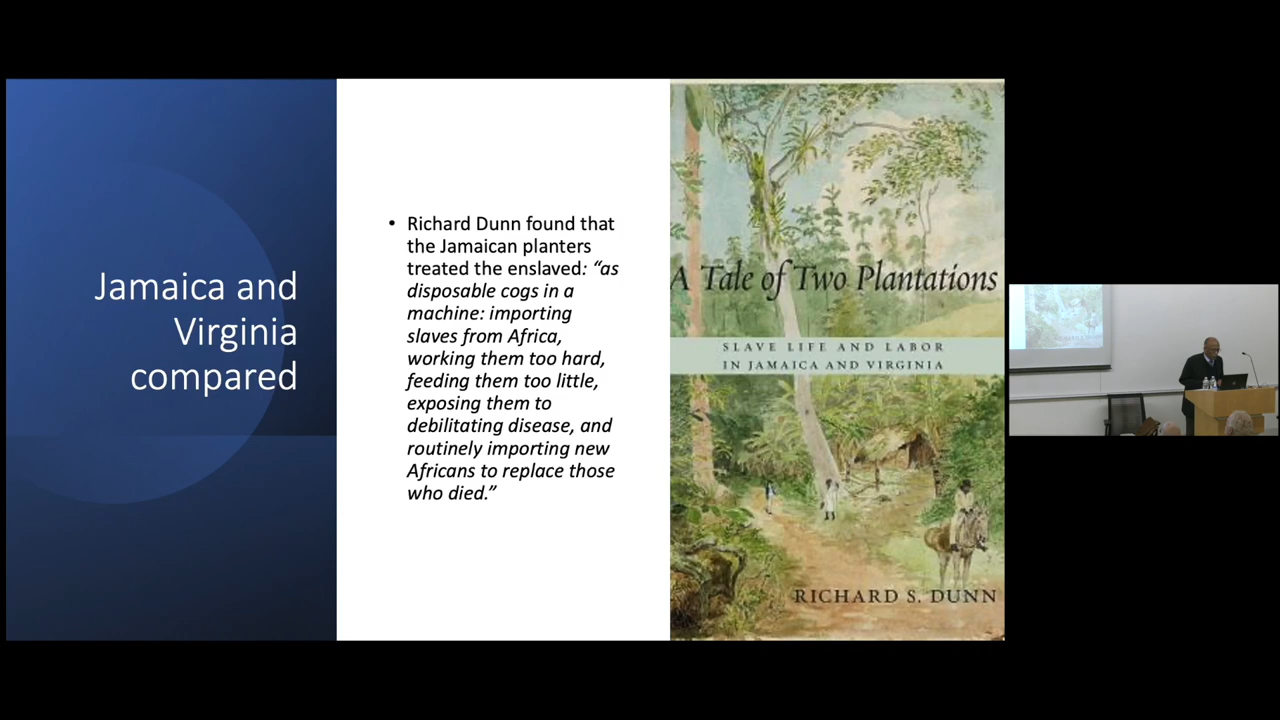 Jamaica and
Virginia
compared
• Richard Dunn found that
the Jamaican planters
treated the enslaved: “as
disposable cogs in a
machine: importing
slaves from Africa,
working them too hard,
feeding them too little,
exposing them to
debilitating disease, and
routinely importing new
Africans to replace those
who died.”
A Tale of Two Plantations
SLAVE LIFE AND LABOR
IN JAMAICA AND VIRGINIA
RICHARD S. DUNN